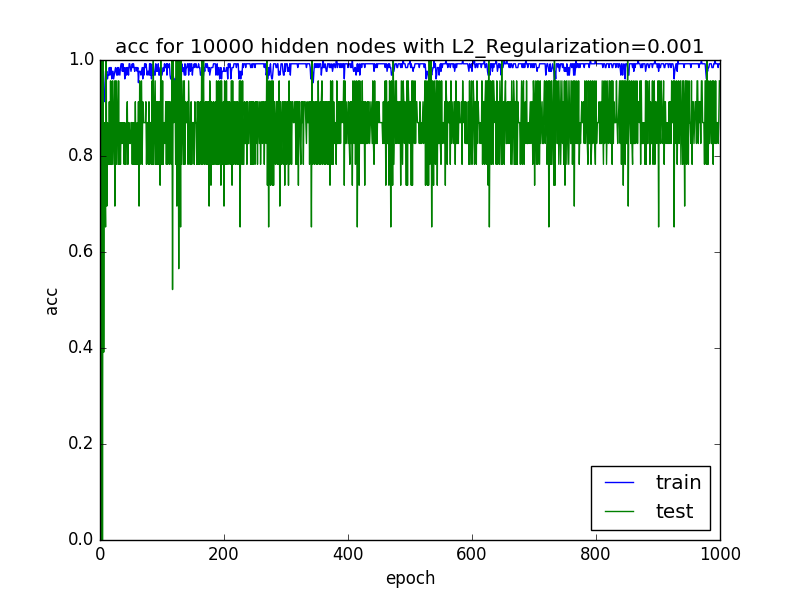 acc for 10000 hidden nodes with L2_Regularization=0.001
1.0
0.8
0.6
0.4
0.2
0.0
acc
train
test
0 200 400 600 800 1000
epoch